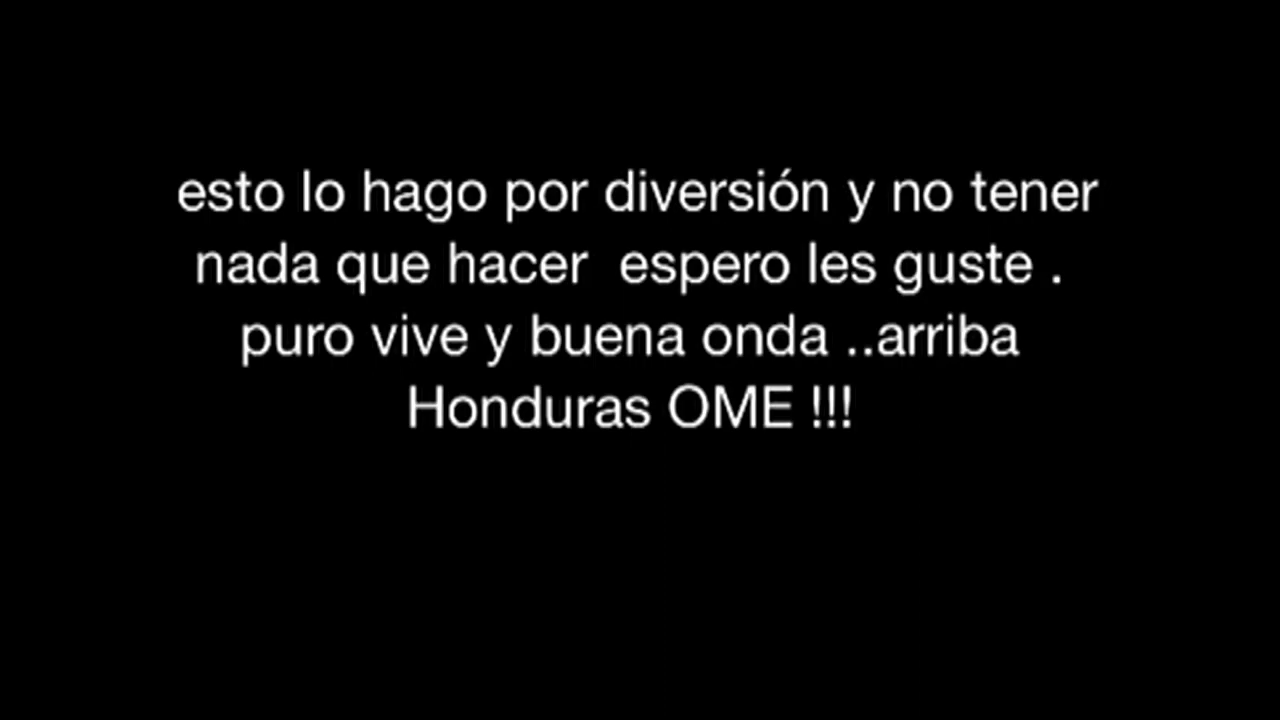 esto lo hago por diversión y no tener
nada que hacer  espero les guste .
puro vive y buena onda ..arriba
Honduras OME !!!